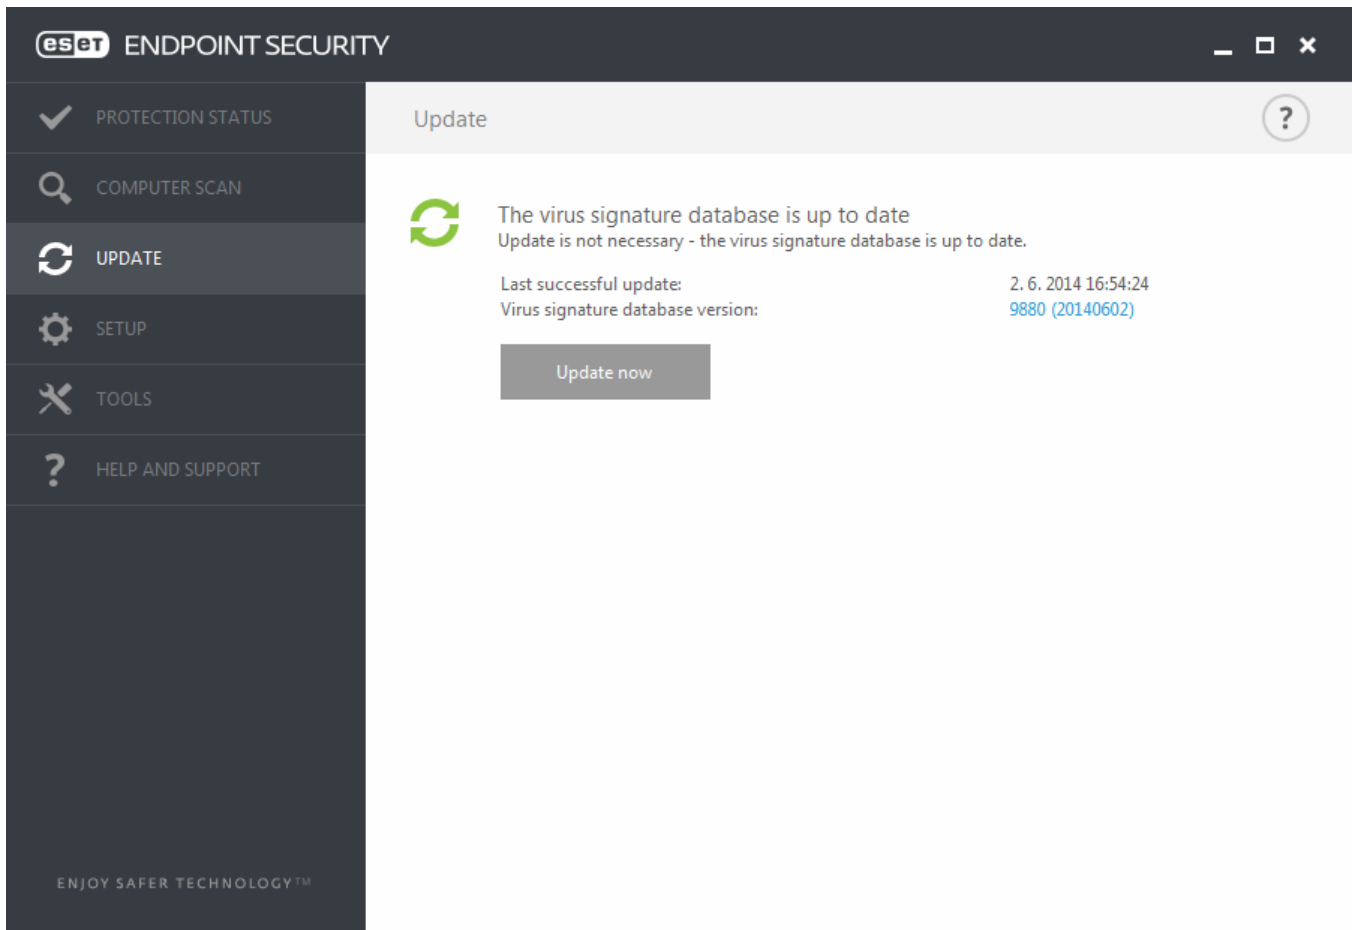 eset ENDPOINT SECURITY
PROTECTION STATUS
COMPUTER SCAN
UPDATE
SETUP
TOOLS
? HELP AND SUPPORT
ENJOY SAFER TECHNOLOGY™
Update ?
The virus signature database is up to date
Update is not necessary - the virus signature database is up to date.
Last successful update: 2. 6. 2014 16:54:24
Virus signature database version: 9880 (20140602)
Update now